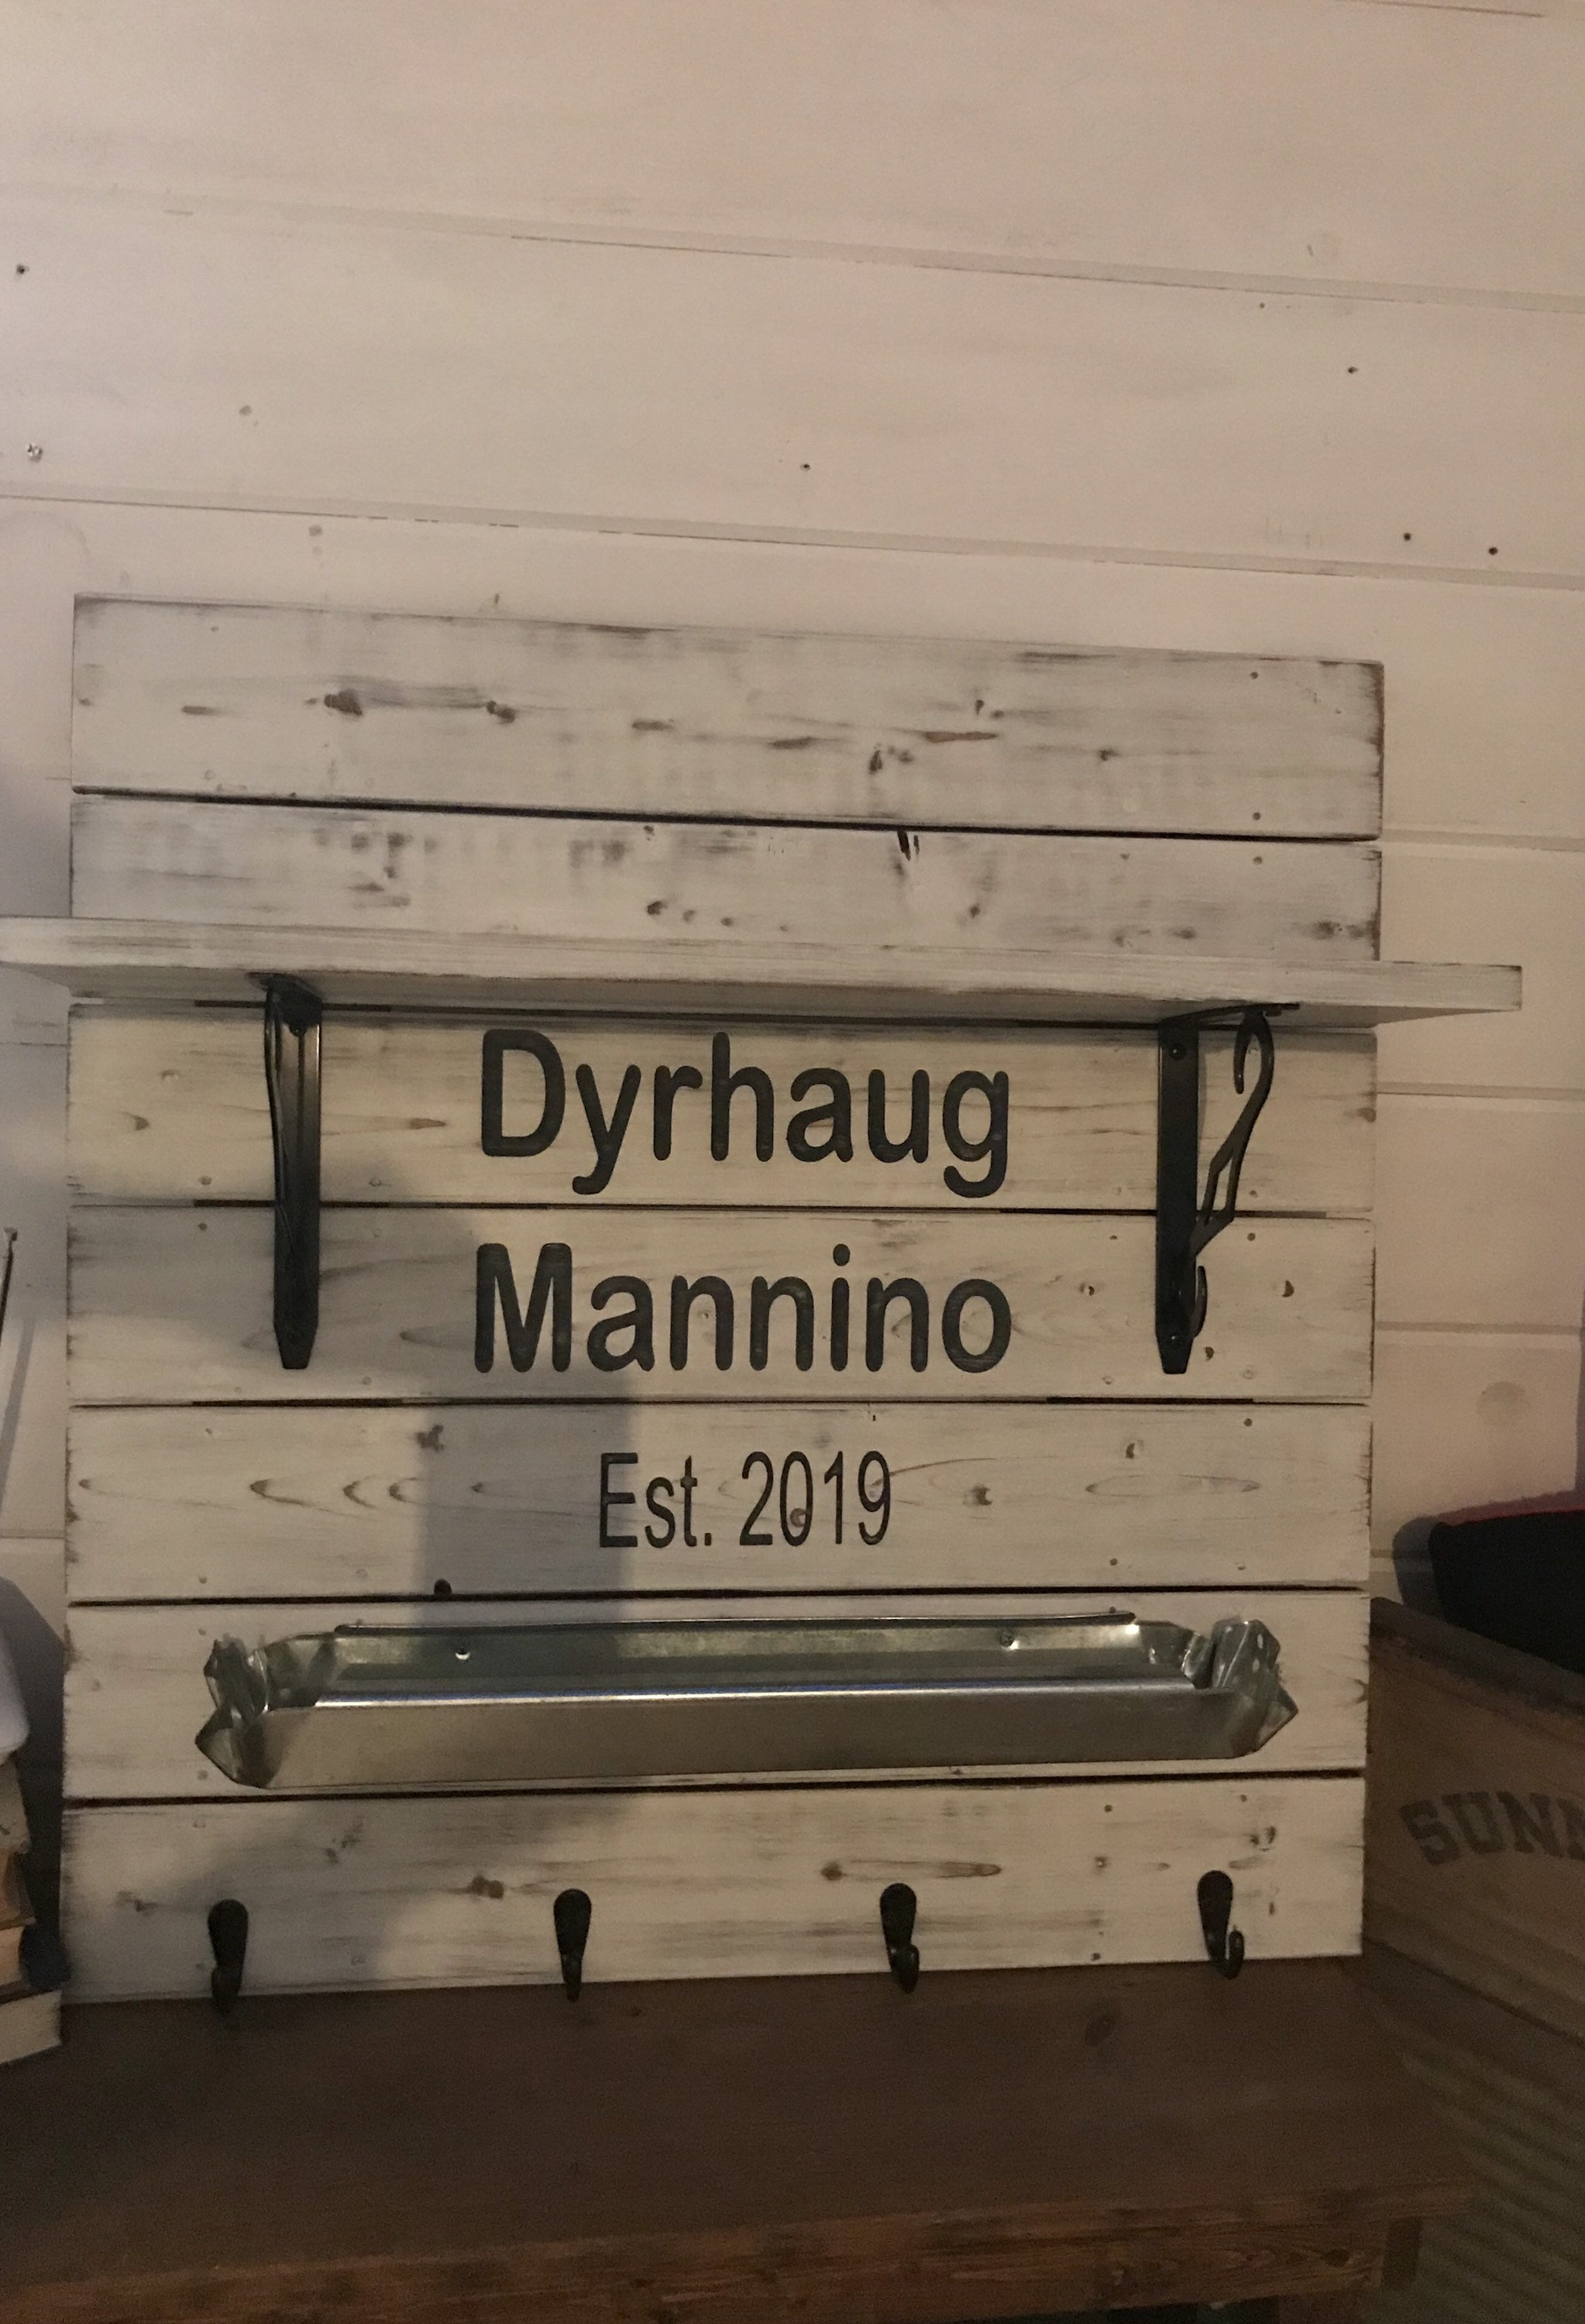 Dyrhaug
Mannino
Est. 2019